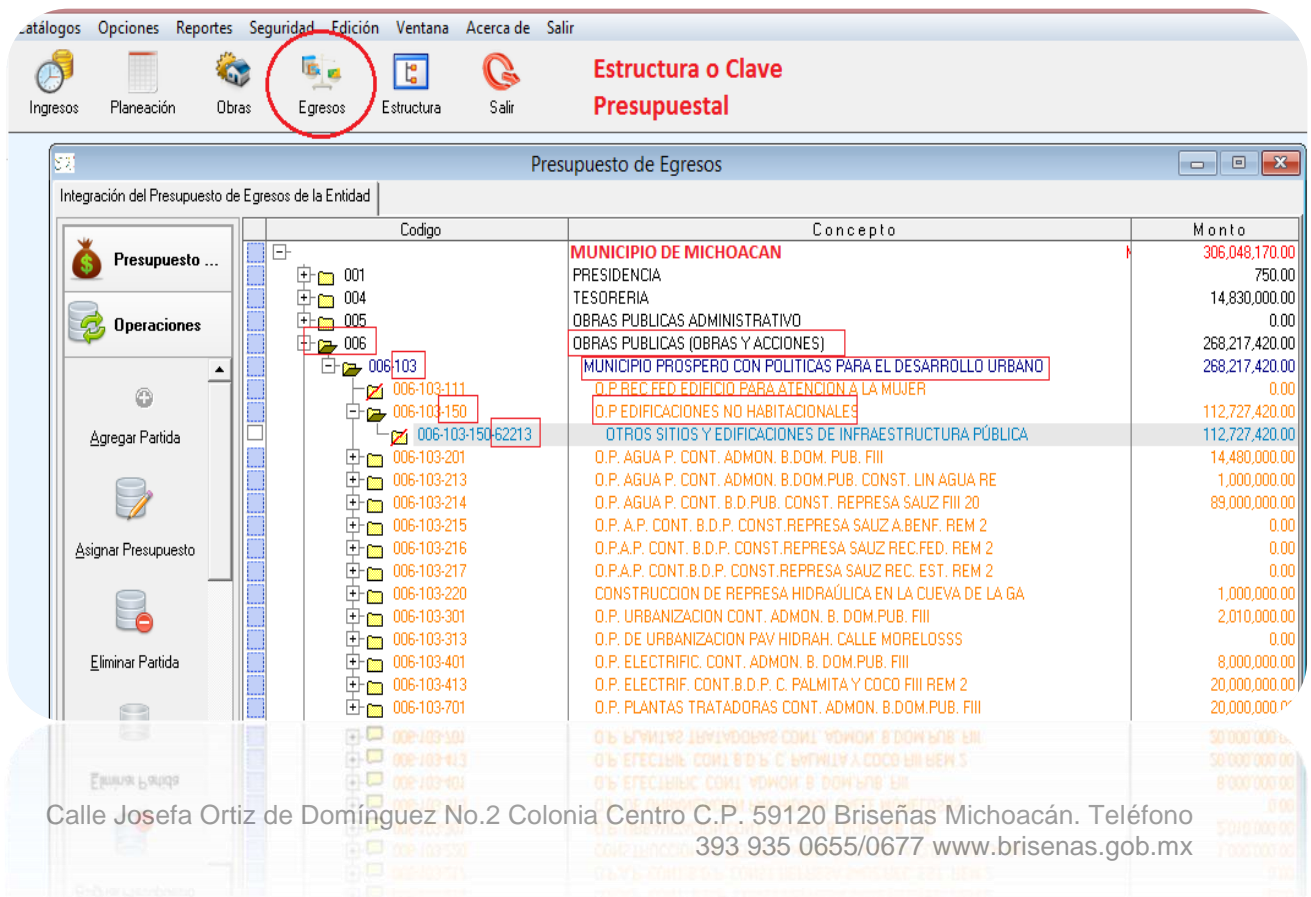 Catálogos Opciones Reportes Seguridad Edición Ventana Acerca de Salir
Ingresos Planeación Obras Egresos Estructura Salir
Estructura o Clave
Presupuestal
Presupuesto de Egresos
Integración del Presupuesto de Egresos de la Entidad
Presupuesto ...
Operaciones
Agregar Partida
Asignar Presupuesto
Eliminar Partida
Codigo Concepto Monto
MUNICIPIO DE MICHOACAN 306,048,170.00
001 PRESIDENCIA 750.00
004 TESORERIA 14,830,000.00
005 OBRAS PUBLICAS ADMINISTRATIVO 0.00
006 OBRAS PUBLICAS (OBRAS Y ACCIONES) 268,217,420.00
006-103 MUNICIPIO PROSPERO CON POLITICAS PARA EL DESARROLLO URBANO 268,217,420.00
006-103-111 O.P REC FED EDIFICIO PARA ATENCION A LA MUJER 0.00
006-103-150 O.P EDIFICACIONES NO HABITACIONALES 112,727,420.00
006-103-150-62213 OTROS SITIOS Y EDIFICACIONES DE INFRAESTRUCTURA PÚBLICA 112,727,420.00
006-103-201 O.P. AGUA P. CONT. ADMON. B.DOM. PUB. FIII 14,480,000.00
006-103-213 O.P. AGUA P. CONT. ADMON. B.DOM.PUB. CONST. LIN AGUA RE 1,000,000.00
006-103-214 O.P. AGUA P. CONT. B.D.PUB. CONST. REPRESA SAUZ FIII 20 89,000,000.00
006-103-215 O.P. A.P. CONT. B.D.P. CONST.REPRESA SAUZ A.BENF. REM 2 0.00
006-103-216 O.P.A.P. CONT. B.D.P. CONST.REPRESA SAUZ REC.FED. REM 2 0.00
006-103-217 O.P.A.P. CONT.B.D.P. CONST.REPRESA SAUZ REC. EST. REM 2 0.00
006-103-220 CONSTRUCCION DE REPRESA HIDRAÚLICA EN LA CUEVA DE LA GA 1,000,000.00
006-103-301 O.P. URBANIZACION CONT. ADMON. B. DOM.PUB. FIII 2,010,000.00
006-103-313 O.P. DE URBANIZACION PAV HIDRAH. CALLE MORELOSSS 0.00
006-103-401 O.P. ELECTRIFIC. CONT. ADMON. B. DOM.PUB. FIII 8,000,000.00
006-103-413 O.P. ELECTRIF. CONT.B.D.P. C. PALMITA Y COCO FIII REM 2 20,000,000.00
006-103-701 O.P. PLANTAS TRATADORAS CONT. ADMON. B.DOM.PUB. FIII 20,000,000
Calle Josefa Ortiz de Domínguez No.2 Colonia Centro C.P. 59120 Briseñas Michoacán. Teléfono
393 935 0655/0677 www.brisenas.gob.mx